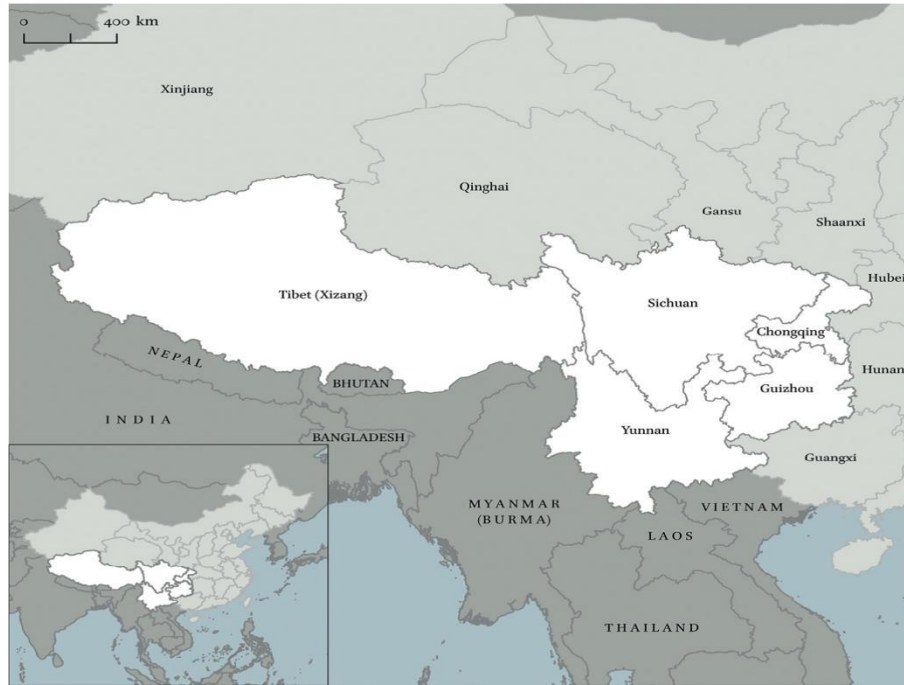 0 400 km
Xinjiang
Qinghai
Gansu
Shaanxi
Hubei
Tibet (Xizang)
Sichuan
Chongqing
Hunan
Guizhou
NEPAL
BHUTAN
INDIA
Yunnan
BANGLADESH
Guangxi
MYANMAR
(BURMA)
VIETNAM
LAOS
THAILAND